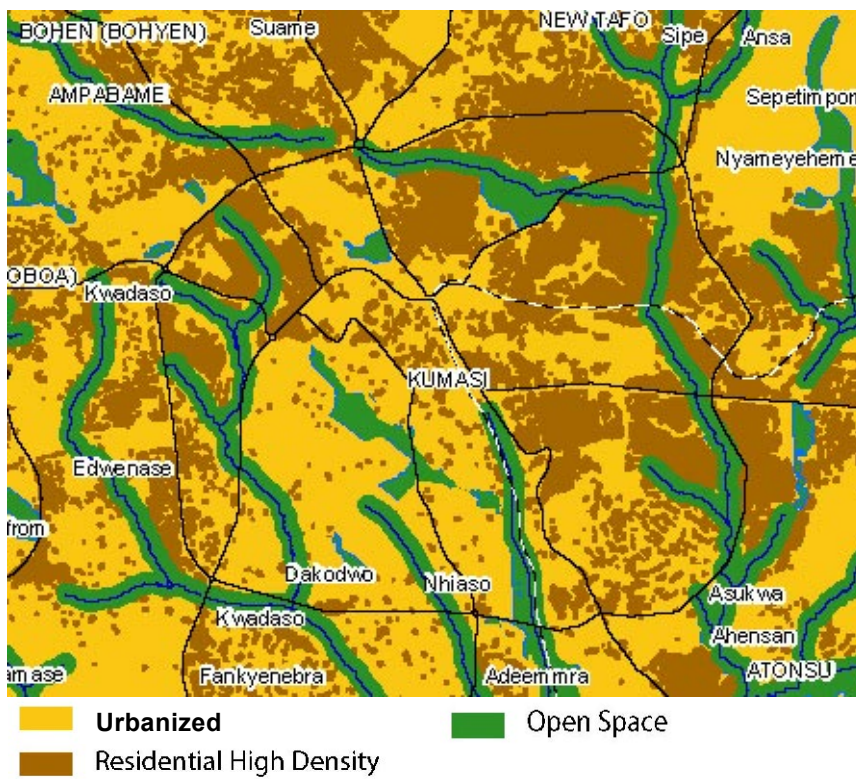 BOHEN (BOHYEN)
Suame
NEW TAFO
Sipe
Ansa
AMPABAME
Sepetimpon
Nyameyeheme
OBOA)
Kwadaso
KUMASI
Edwenase
from
Dakodwo
Nhiaso
Kwadaso
Asukwa
Ahensan
amase
Fankyenebra
Adeemmra
ATONSU
Urbanized
Open Space
Residential High Density